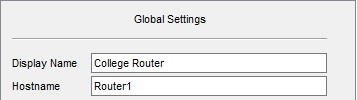 Global Settings
Display Name College Router
Hostname Router1